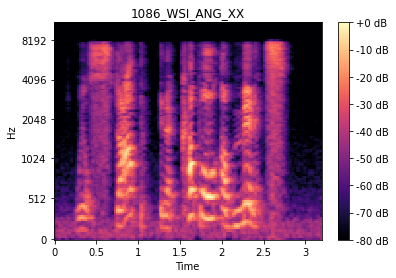 1086_WSI_ANG_XX
+0 dB
8192
-10 dB
4096
-20 dB
-30 dB
2048
Hz
-40 dB
1024
-50 dB
512
-60 dB
-70 dB
0
-80 dB
0 0.5 1 1.5 2 2.5 3
Time